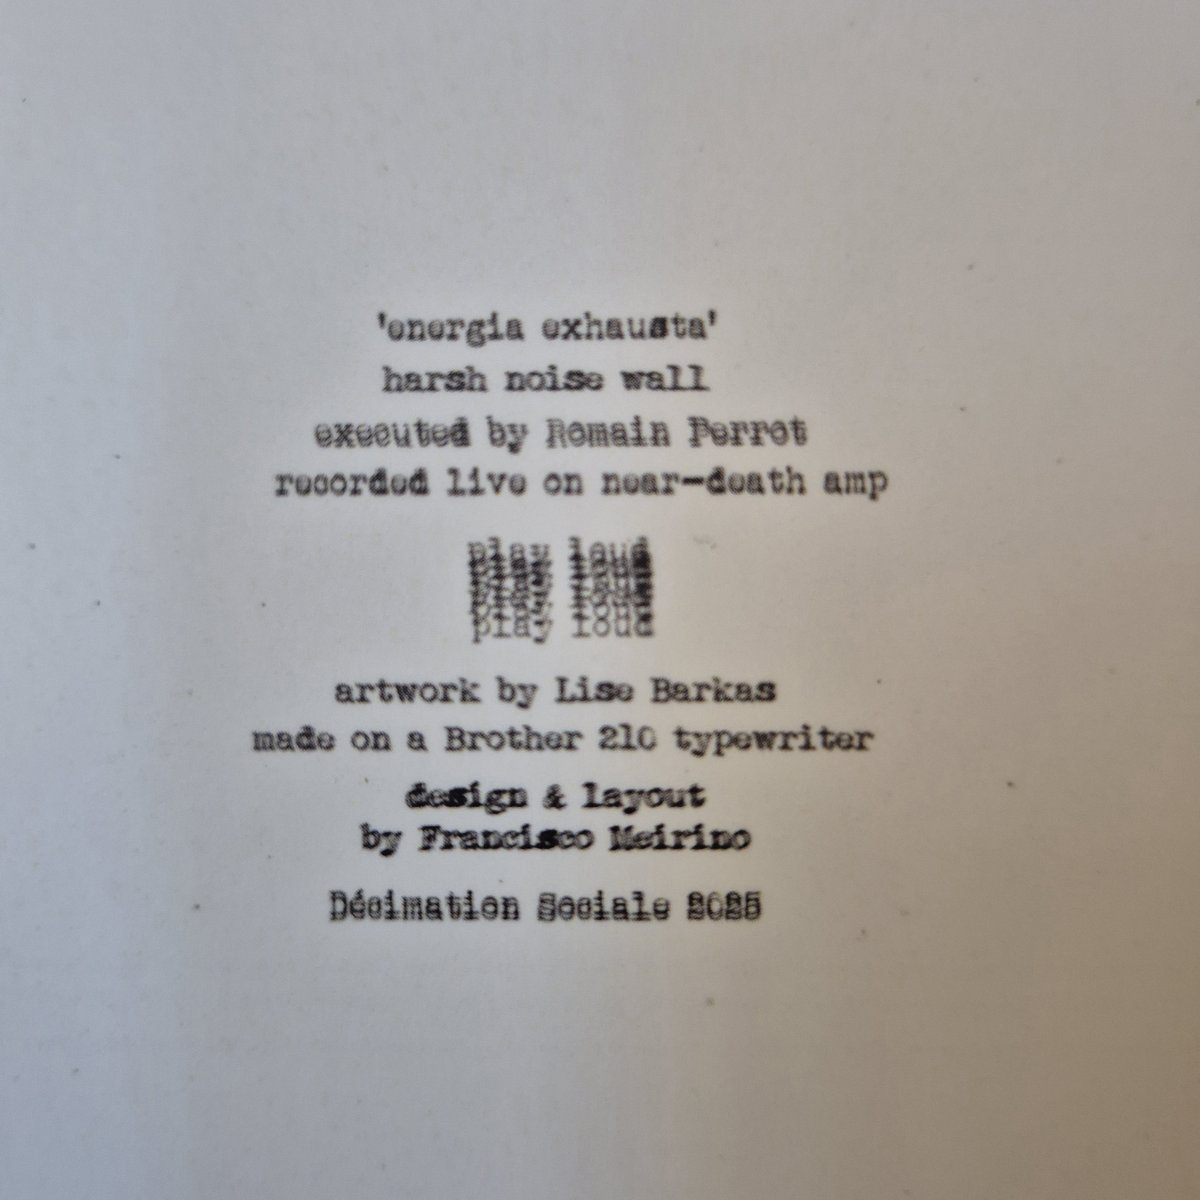 'energia exhausta'
harsh noise wall
executed by Romain Perrot
recorded live on near-death amp
play loud
play loud
artwork by Lise Barkas
made on a Brother 210 typewriter
design & layout
by Francisco Meirino
Décimation Sociale 2025